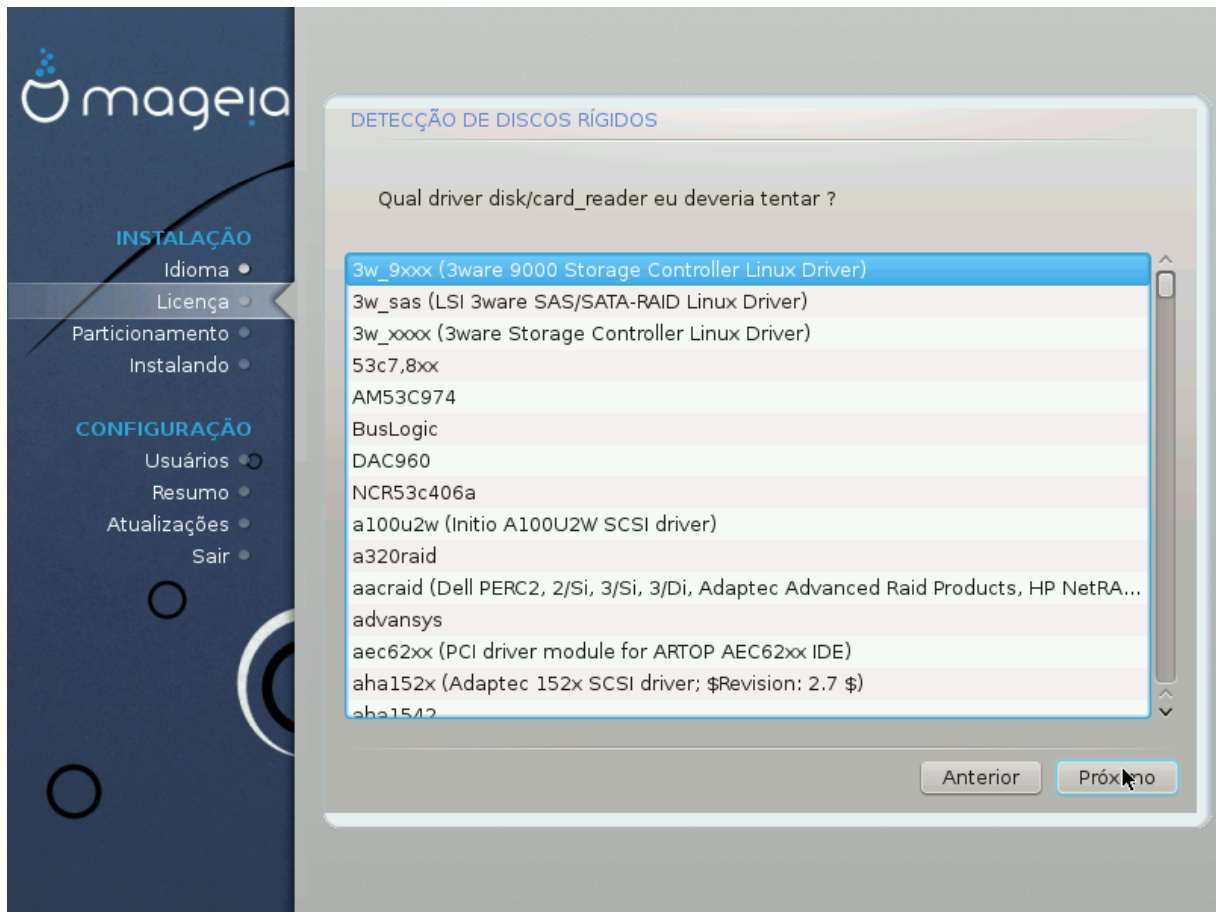 mageia
INSTALAÇÃO
Idioma
Licença
Particionamento
Instalando
CONFIGURAÇÃO
Usuários
Resumo
Atualizações
Sair
DETECÇÃO DE DISCOS RÍGIDOS
Qual driver disk/card_reader eu deveria tentar ?
3w_9xxx (3ware 9000 Storage Controller Linux Driver)
3w_sas (LSI 3ware SAS/SATA-RAID Linux Driver)
3w_xxxx (3ware Storage Controller Linux Driver)
53c7,8xx
AM53C974
BusLogic
DAC960
NCR53c406a
a100u2w (Initio A100U2W SCSI driver)
a320raid
aacraid (Dell PERC2, 2/Si, 3/Si, 3/Di, Adaptec Advanced Raid Products, HP NetRA...
advansys
aec62xx (PCI driver module for ARTOP AEC62xx IDE)
aha152x (Adaptec 152x SCSI driver; $Revision: 2.7 $)
aha1542
Anterior
Próximo